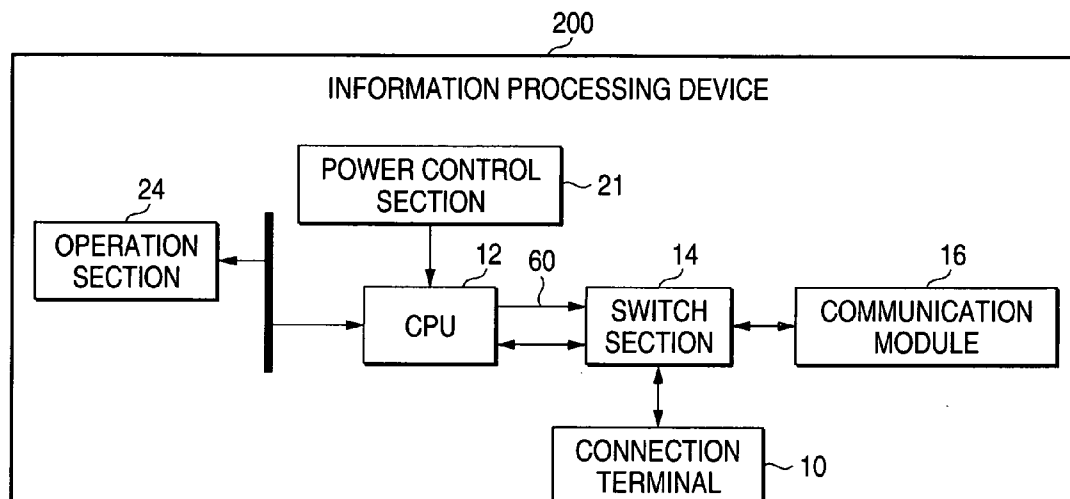 200
INFORMATION PROCESSING DEVICE
POWER CONTROL
SECTION
21
24
OPERATION
SECTION
12
CPU
60
14
SWITCH
SECTION
16
COMMUNICATION
MODULE
CONNECTION
TERMINAL
10